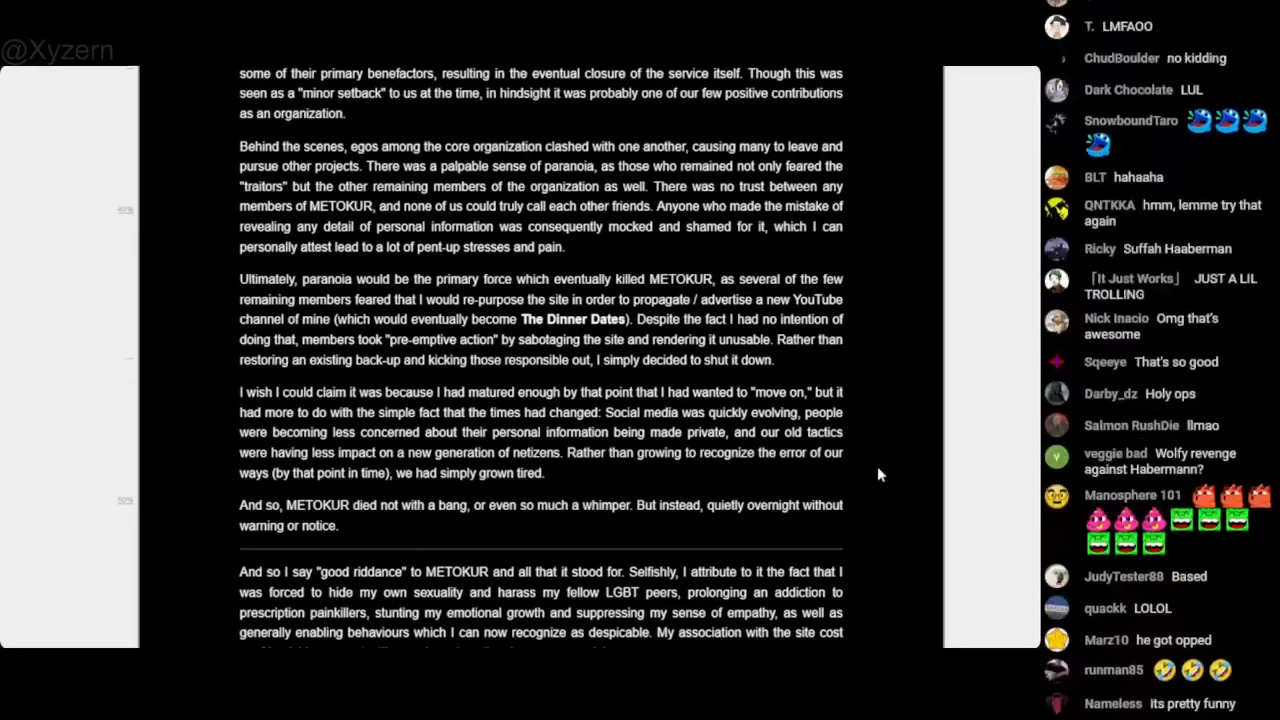 @Xyzern
some of their primary benefactors, resulting in the eventual closure of the service itself. Though this was
seen as a "minor setback" to us at the time, in hindsight it was probably one of our few positive contributions
as an organization.
Behind the scenes, egos among the core organization clashed with one another, causing many to leave and
pursue other projects. There was a palpable sense of paranoia, as those who remained not only feared the
"traitors" but the other remaining members of the organization as well. There was no trust between any
members of METOKUR, and none of us could truly call each other friends. Anyone who made the mistake of
revealing any detail of personal information was consequently mocked and shamed for it, which I can
personally attest lead to a lot of pent-up stresses and pain.
Ultimately, paranoia would be the primary force which eventually killed METOKUR, as several of the few
remaining members feared that I would re-purpose the site in order to propagate / advertise a new YouTube
channel of mine (which would eventually become The Dinner Dates). Despite the fact I had no intention of
doing that, members took "pre-emptive action" by sabotaging the site and rendering it unusable. Rather than
restoring an existing back-up and kicking those responsible out, I simply decided to shut it down.
I wish I could claim it was because I had matured enough by that point that I had wanted to "move on," but it
had more to do with the simple fact that the times had changed: Social media was quickly evolving, people
were becoming less concerned about their personal information being made private, and our old tactics
were having less impact on a new generation of netizens. Rather than growing to recognize the error of our
ways (by that point in time), we had simply grown tired.
And so, METOKUR died not with a bang, or even so much a whimper. But instead, quietly overnight without
warning or notice.
And so I say "good riddance" to METOKUR and all that it stood for. Selfishly, I attribute to it the fact that I
was forced to hide my own sexuality and harass my fellow LGBT peers, prolonging an addiction to
prescription painkillers, stunting my emotional growth and suppressing my sense of empathy, as well as
generally enabling behaviours which I can now recognize as despicable. My association with the site cost
T. LMFAOO
ChudBoulder no kidding
Dark Chocolate LUL
SnowboundTaro
BLT hahaaha
QNTKKA hmm, lemme try that
again
Ricky Suffah Haaberman
「It Just Works」 JUST A LIL
TROLLING
Nick Inacio Omg that's
awesome
Sqeeye That's so good
Darby_dz Holy ops
Salmon RushDie llmao
V
veggie bad Wolfy revenge
against Habermann?
Manosphere 101
JudyTester88 Based
quackk LOLOL
Marz10 he got opped
runman85
Nameless its pretty funny